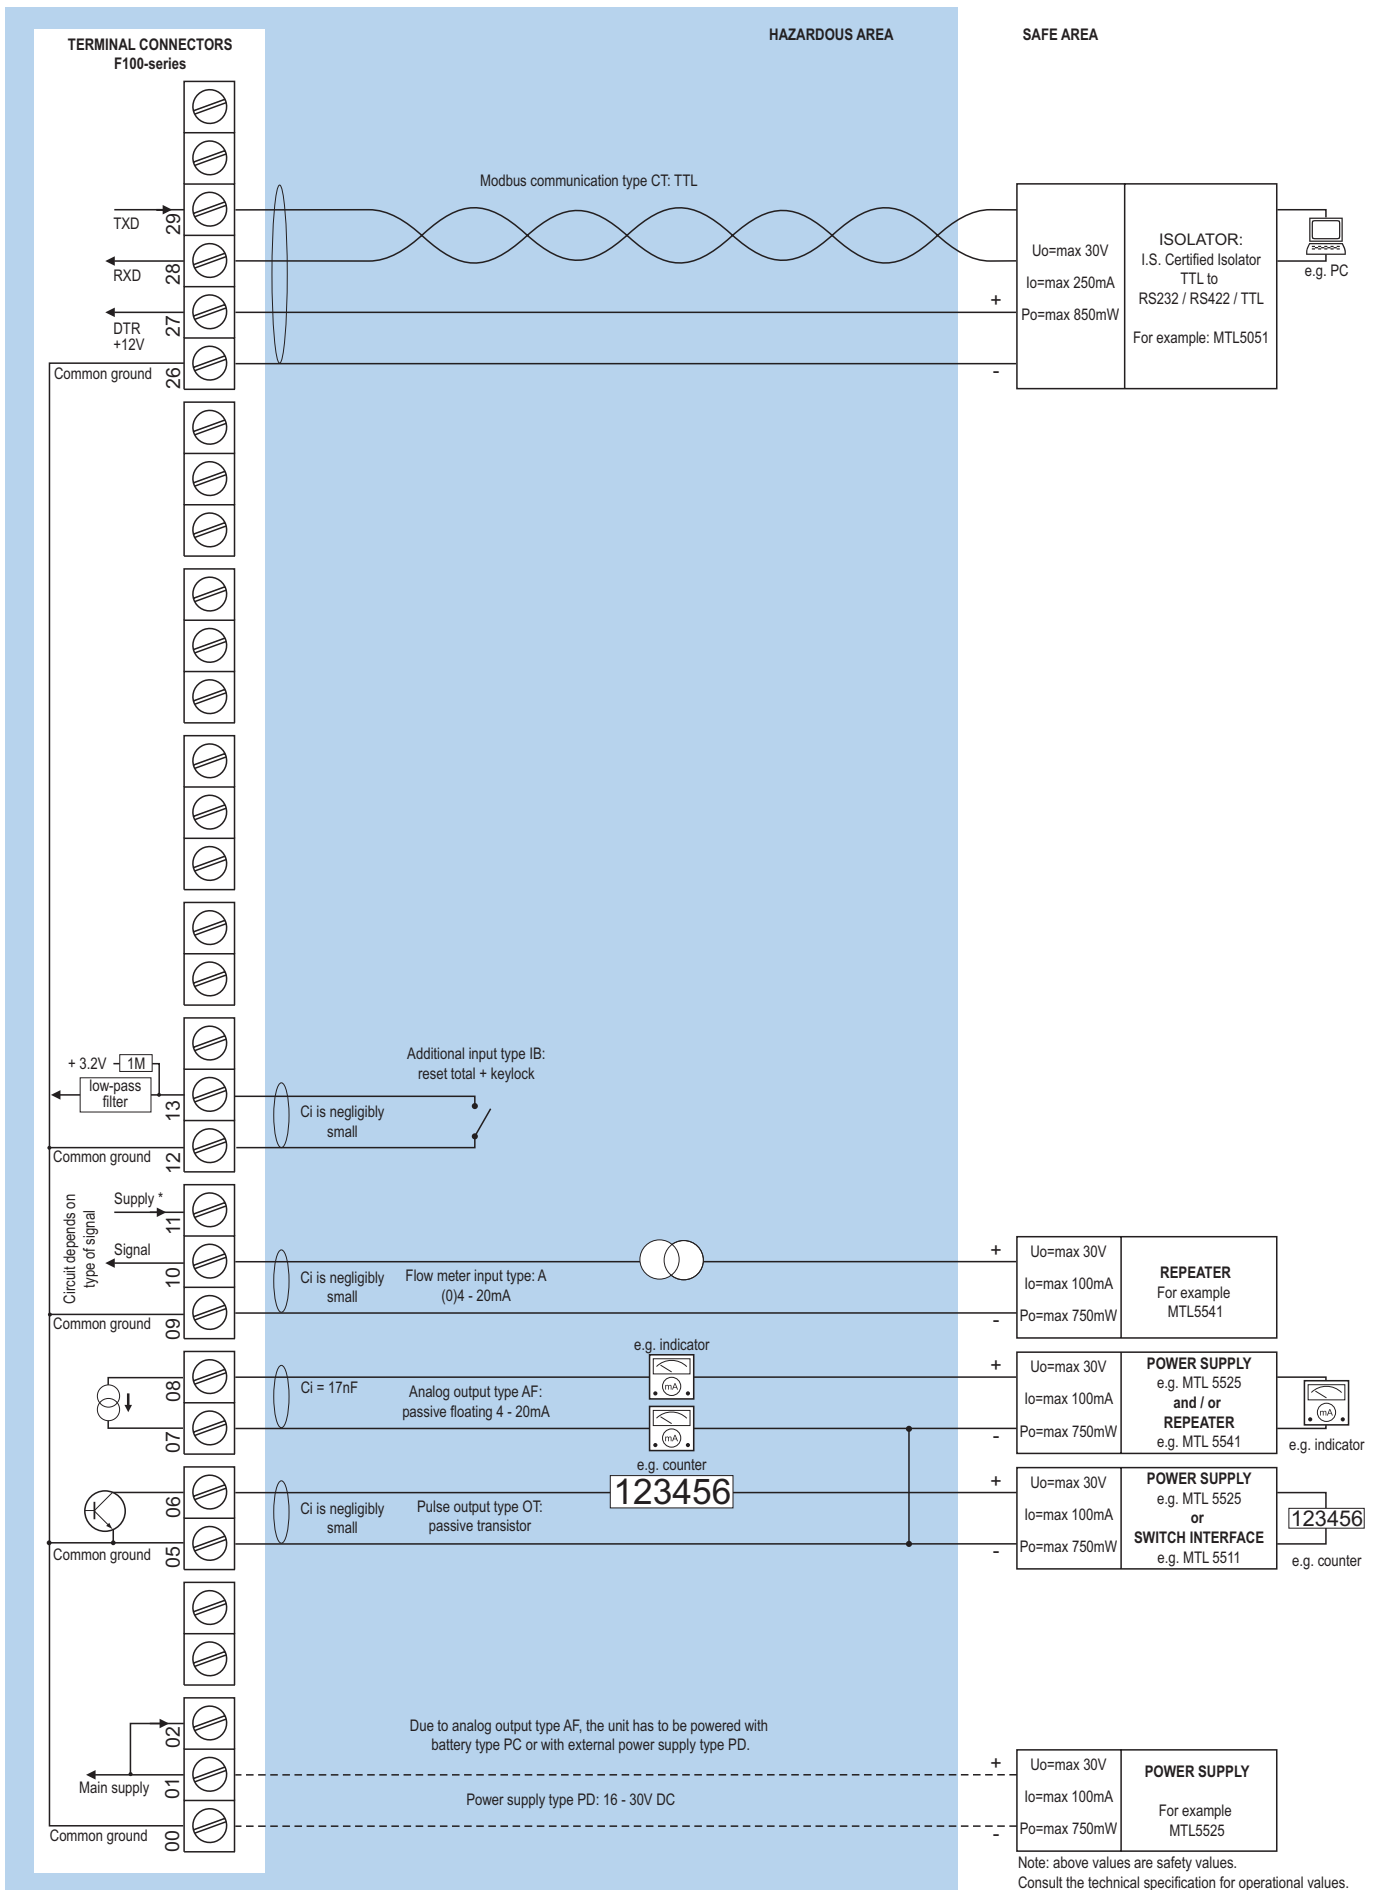 HAZARDOUS AREA
SAFE AREA
TERMINAL CONNECTORS
F100-series
Modbus communication type CT: TTL
TXD
29
RXD
28
DTR
+12V
27
Common ground
26
+
-
Uo=max 30V
Io=max 250mA
Po=max 850mW
ISOLATOR:
I.S. Certified Isolator
TTL to
RS232 / RS422 / TTL
For example: MTL5051
e.g. PC
+ 3.2V
1M
low-pass
filter
13
Common ground
12
Additional input type IB:
reset total + keylock
Ci is negligibly
small
Circuit depends on
type of signal
Supply *
11
Signal
10
Common ground
09
Ci is negligibly
small
Flow meter input type: A
(0)4 - 20mA
+
-
Uo=max 30V
Io=max 100mA
Po=max 750mW
REPEATER
For example
MTL5541
08
07
Ci = 17nF
Analog output type AF:
passive floating 4 - 20mA
e.g. indicator
mA
mA
+
-
Uo=max 30V
Io=max 100mA
Po=max 750mW
POWER SUPPLY
e.g. MTL 5525
and / or
REPEATER
e.g. MTL 5541
mA
e.g. indicator
06
Common ground
05
Ci is negligibly
small
Pulse output type OT:
passive transistor
e.g. counter
123456
+
-
Uo=max 30V
Io=max 100mA
Po=max 750mW
POWER SUPPLY
e.g. MTL 5525
or
SWITCH INTERFACE
e.g. MTL 5511
123456
e.g. counter
02
Main supply
01
Common ground
00
Due to analog output type AF, the unit has to be powered with
battery type PC or with external power supply type PD.
Power supply type PD: 16 - 30V DC
+
-
Uo=max 30V
Io=max 100mA
Po=max 750mW
POWER SUPPLY
For example
MTL5525
Note: above values are safety values.
Consult the technical specification for operational values.